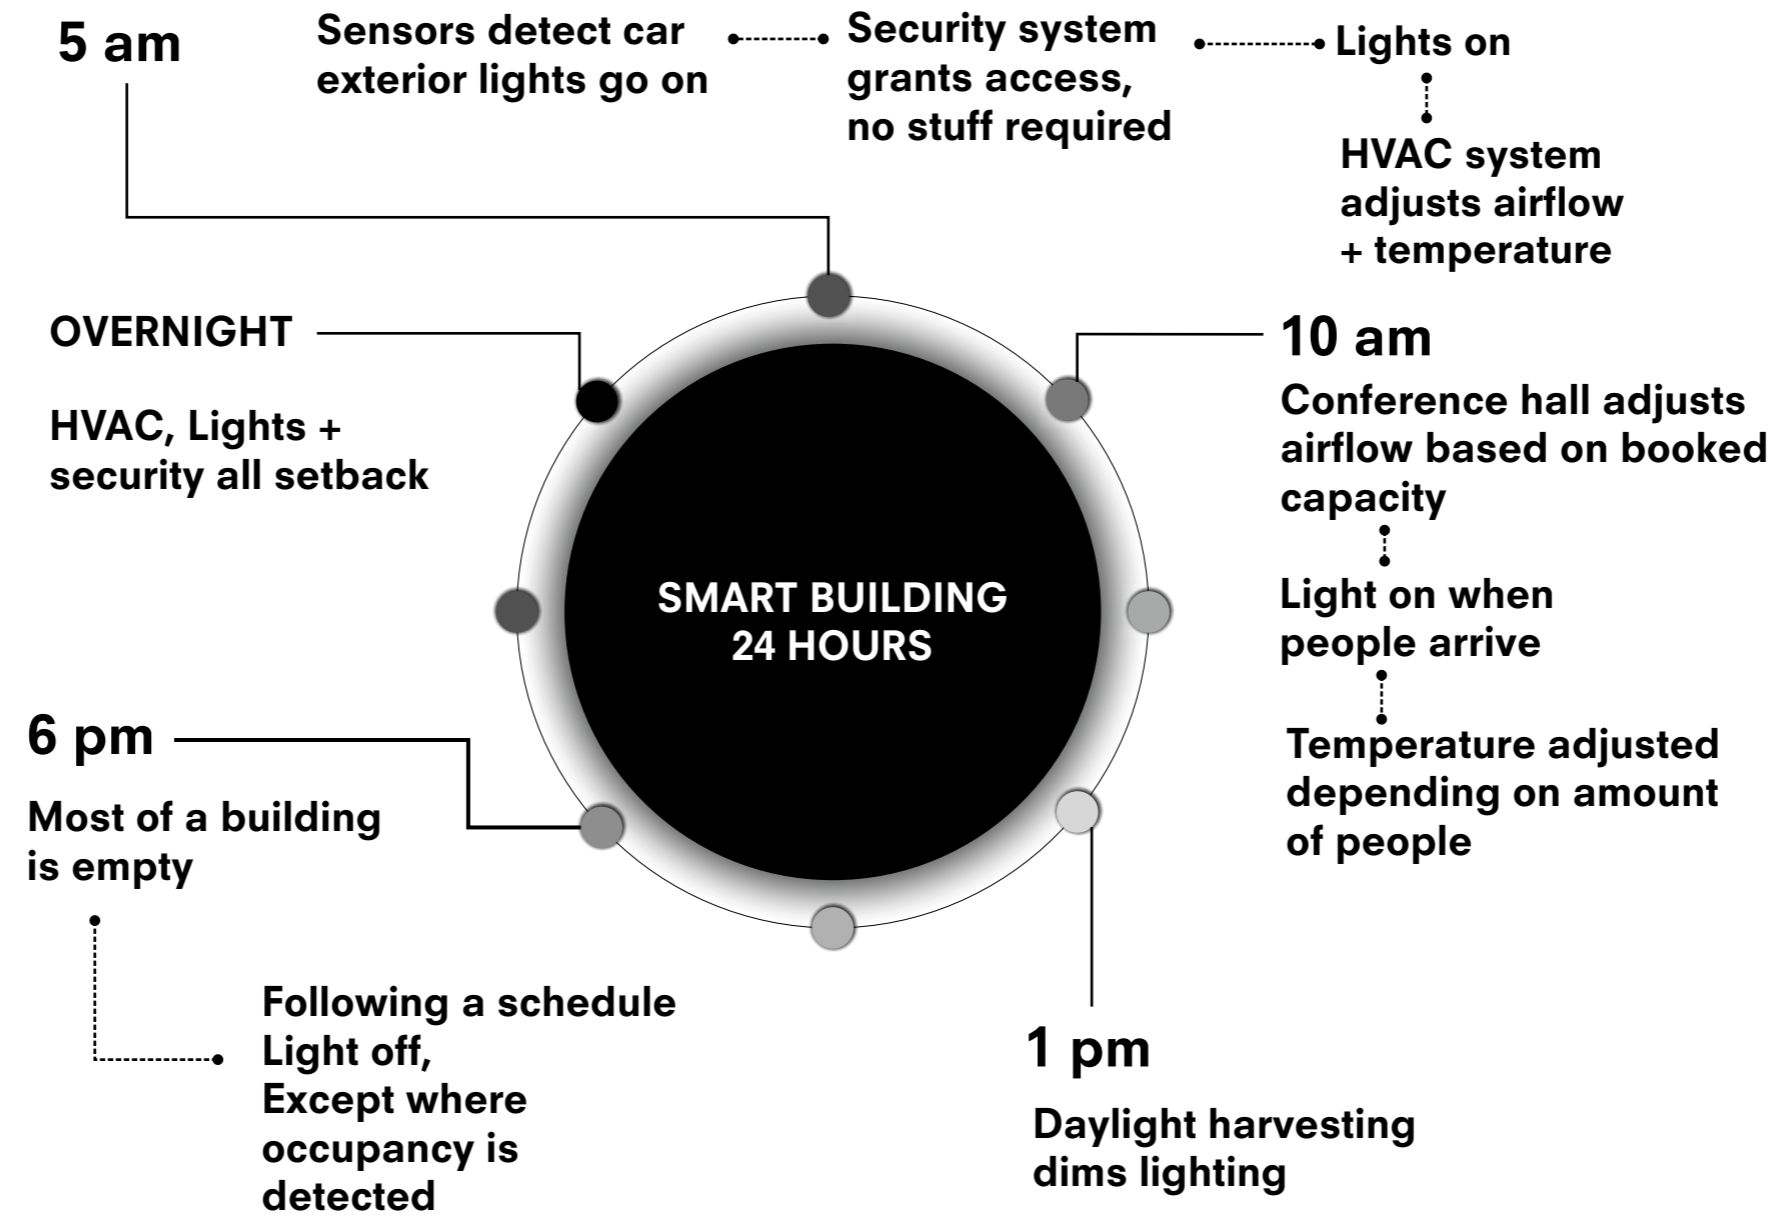 5 am
Sensors detect car
exterior lights go on
Security system
grants access,
no stuff required
Lights on
HVAC system
adjusts airflow
+ temperature
OVERNIGHT
HVAC, Lights +
security all setback
10 am
Conference hall adjusts
airflow based on booked
capacity
Light on when
people arrive
Temperature adjusted
depending on amount
of people
SMART BUILDING
24 HOURS
6 pm
Most of a building
is empty
Following a schedule
Light off,
Except where
occupancy is
detected
1 pm
Daylight harvesting
dims lighting